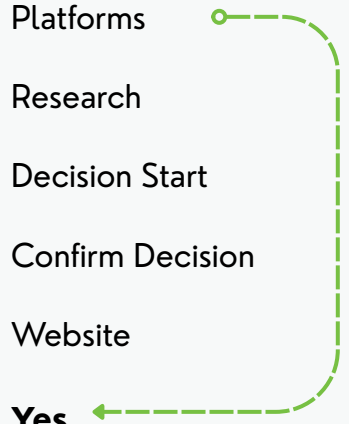 Platforms
Research
Decision Start
Confirm Decision
Website
Yes